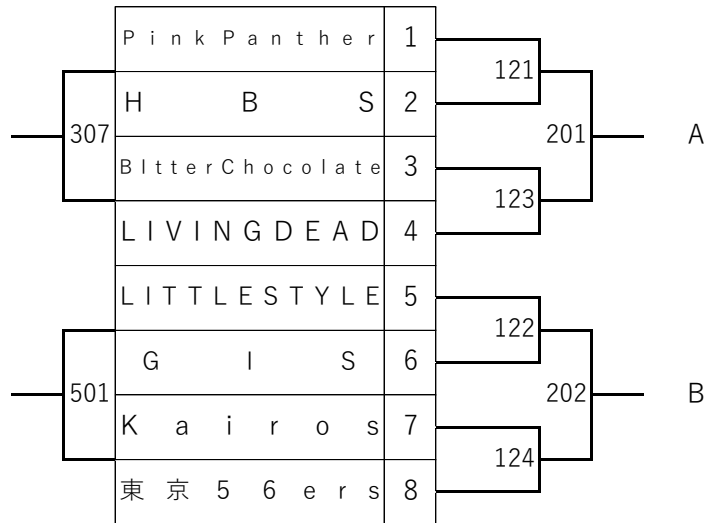 PinkPanther 1
HBS 2
BItterChocolate 3
LIVINGDEAD 4
LITTLESTYLE 5
GIS 6
Kairos 7
東京56ers 8
307
501
121
123
122
124
201
202
A
B